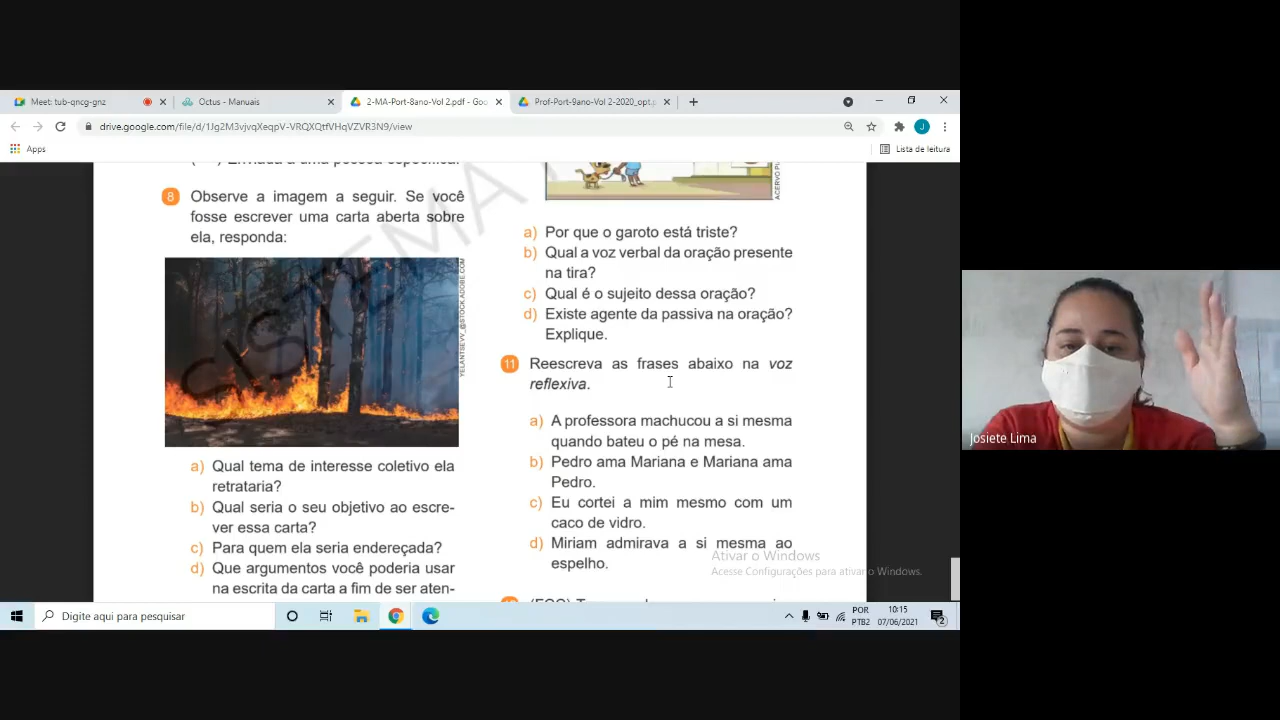 Meet: tub-qncg-gnz
Octus - Manuais
2-MA-Port-8ano-Vol 2.pdf - Goo
Prof-Port-9ano-Vol 2-2020_opt.p
drive.google.com/file/d/1Jg2M3vjvqXeqpV-VRQXQtfVHqVZVR3N9/view
Apps
Lista de leitura
8 Observe a imagem a seguir. Se você
fosse escrever uma carta aberta sobre
ela, responda:
YELANTSEVV_@STOCK.ADOBE.COM
SISTEMA
a) Qual tema de interesse coletivo ela
retrataria?
b) Qual seria o seu objetivo ao escre-
ver essa carta?
c) Para quem ela seria endereçada?
d) Que argumentos você poderia usar
na escrita da carta a fim de ser aten-
ACERVO
a) Por que o garoto está triste?
b) Qual a voz verbal da oração presente
na tira?
c) Qual é o sujeito dessa oração?
d) Existe agente da passiva na oração?
Explique.
11 Reescreva as frases abaixo na voz
reflexiva.
a) A professora machucou a si mesma
quando bateu o pé na mesa.
b) Pedro ama Mariana e Mariana ama
Pedro.
c) Eu cortei a mim mesmo com um
caco de vidro.
d) Miriam admirava a si mesma ao
espelho.
Ativar o Windows
Acesse Configurações para ativar o Windows.
Josiete Lima
Digite aqui para pesquisar
POR
PTB2
10:15
07/06/2021
2